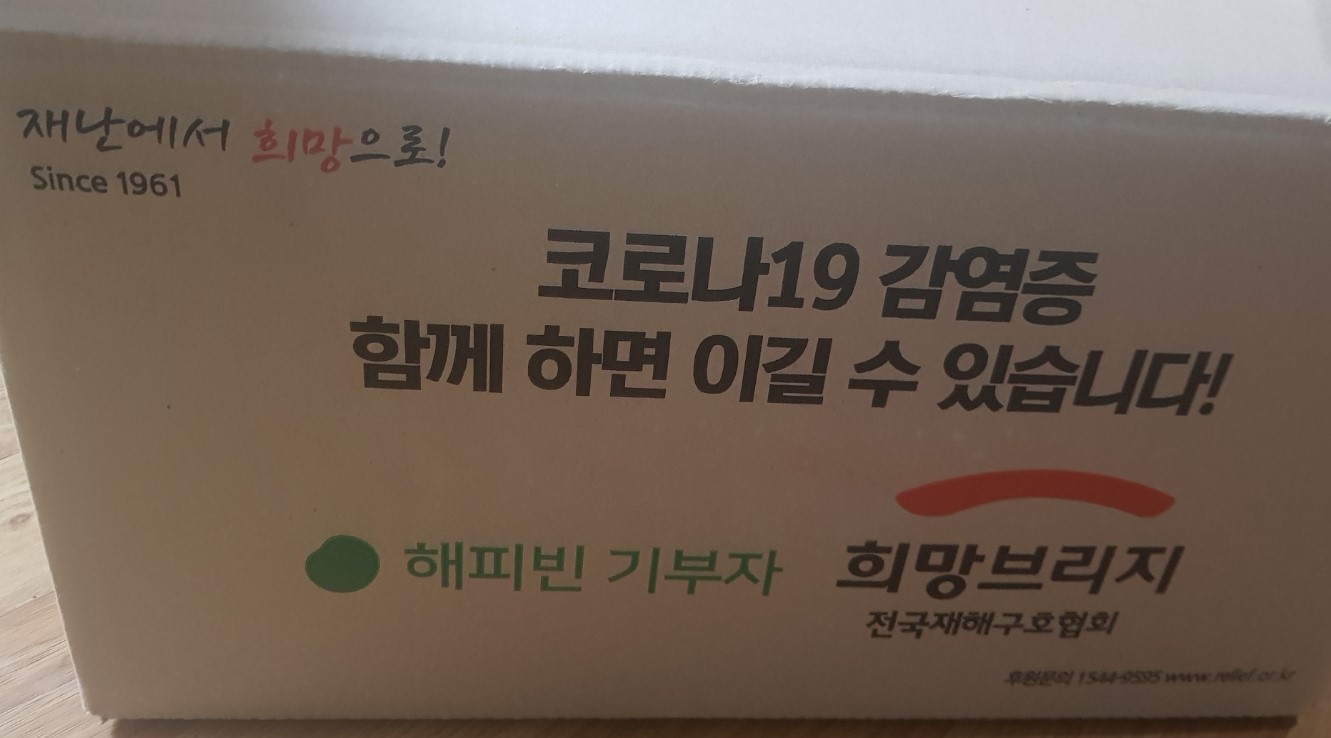 재난에서 희망으로!
Since 1961
코로나19 감염증
함께 하면 이길 수 있습니다!
해피빈 기부자
희망브리지
전국재해구호협회
후원문의 1544-9595 www.relief.or.kr